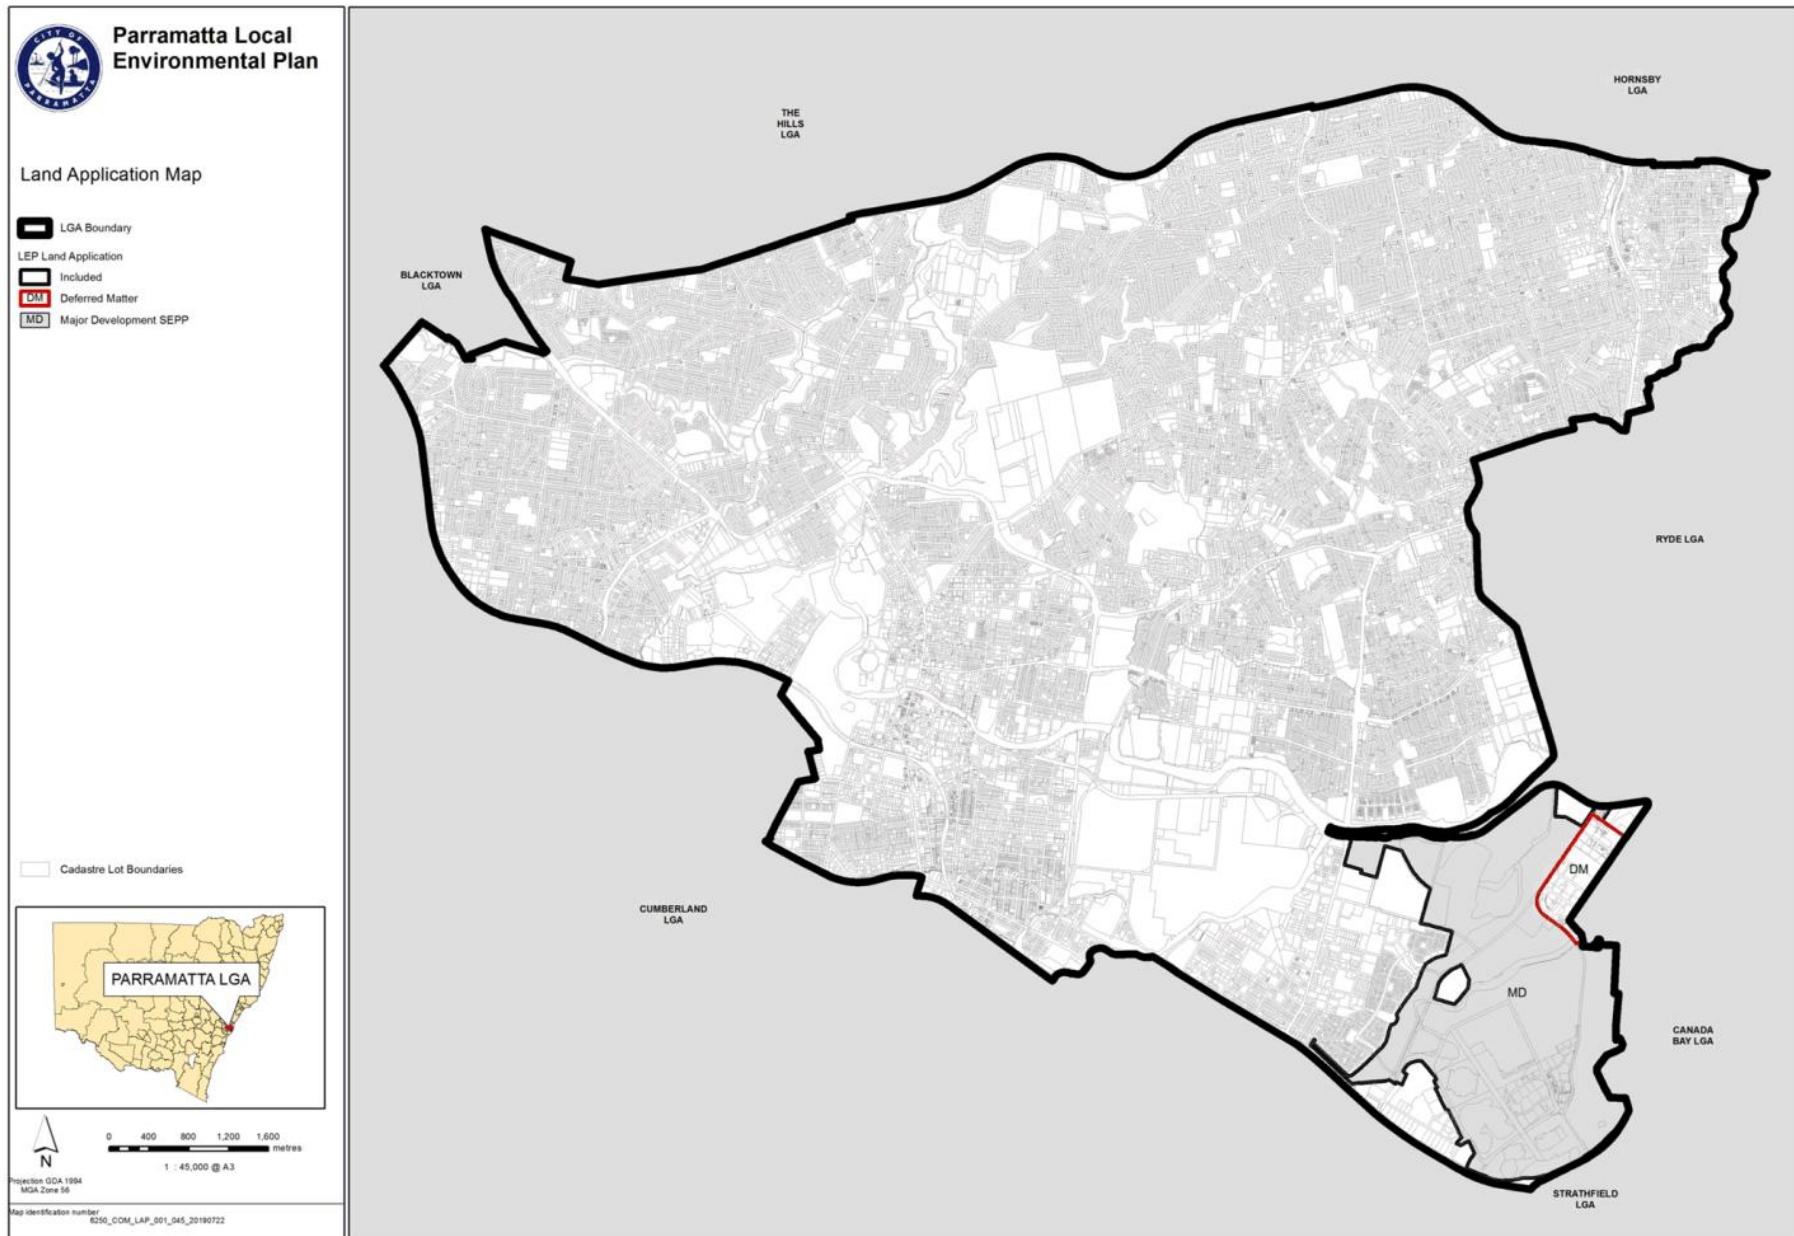 CITY OF
PARRAMATTA
Parramatta Local
Environmental Plan
Land Application Map
LGA Boundary
LEP Land Application
Included
DM Deferred Matter
MD Major Development SEPP
Cadastre Lot Boundaries
PARRAMATTA LGA
N
0 400 800 1,200 1,600
metres
1 : 45,000 @ A3
Projection GDA 1994
MGA Zone 56
Map identification number
6250_COM_LAP_001_045_20190722
HORNSBY
LGA
THE
HILLS
LGA
BLACKTOWN
LGA
RYDE LGA
DM
CUMBERLAND
LGA
MD
CANADA
BAY LGA
STRATHFIELD
LGA